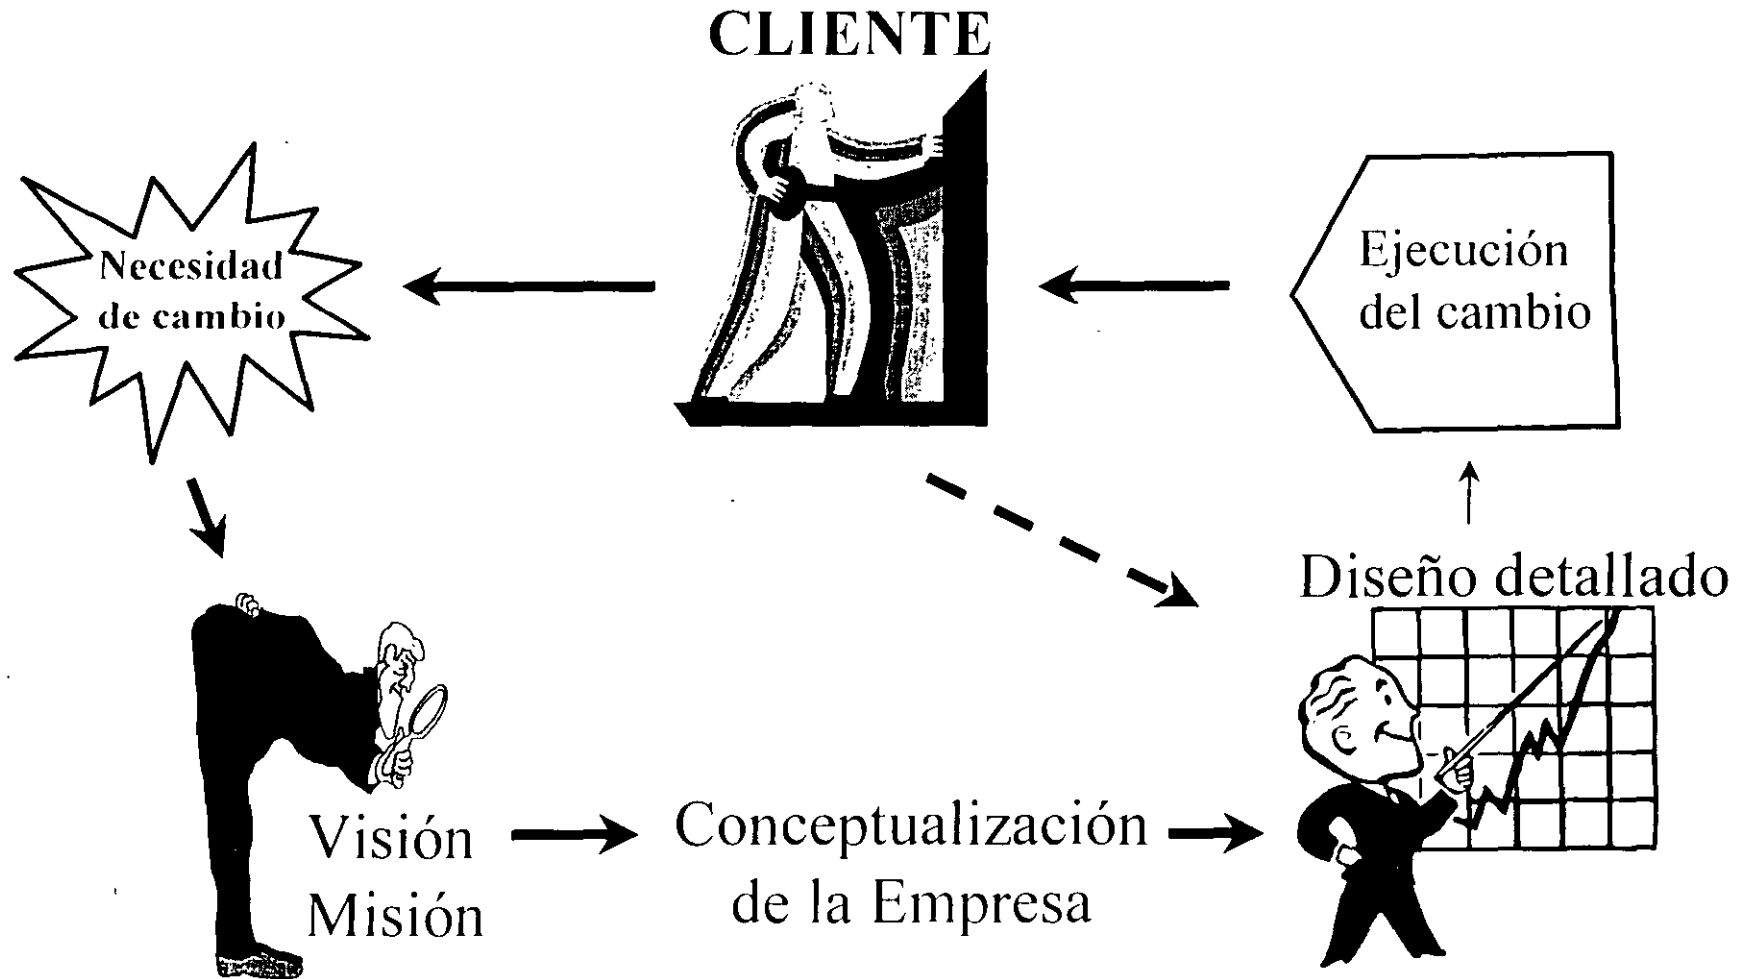 CLIENTE
Necesidad
de cambio
Ejecución
del cambio
Diseño detallado
Visión
Misión
Conceptualización
de la Empresa